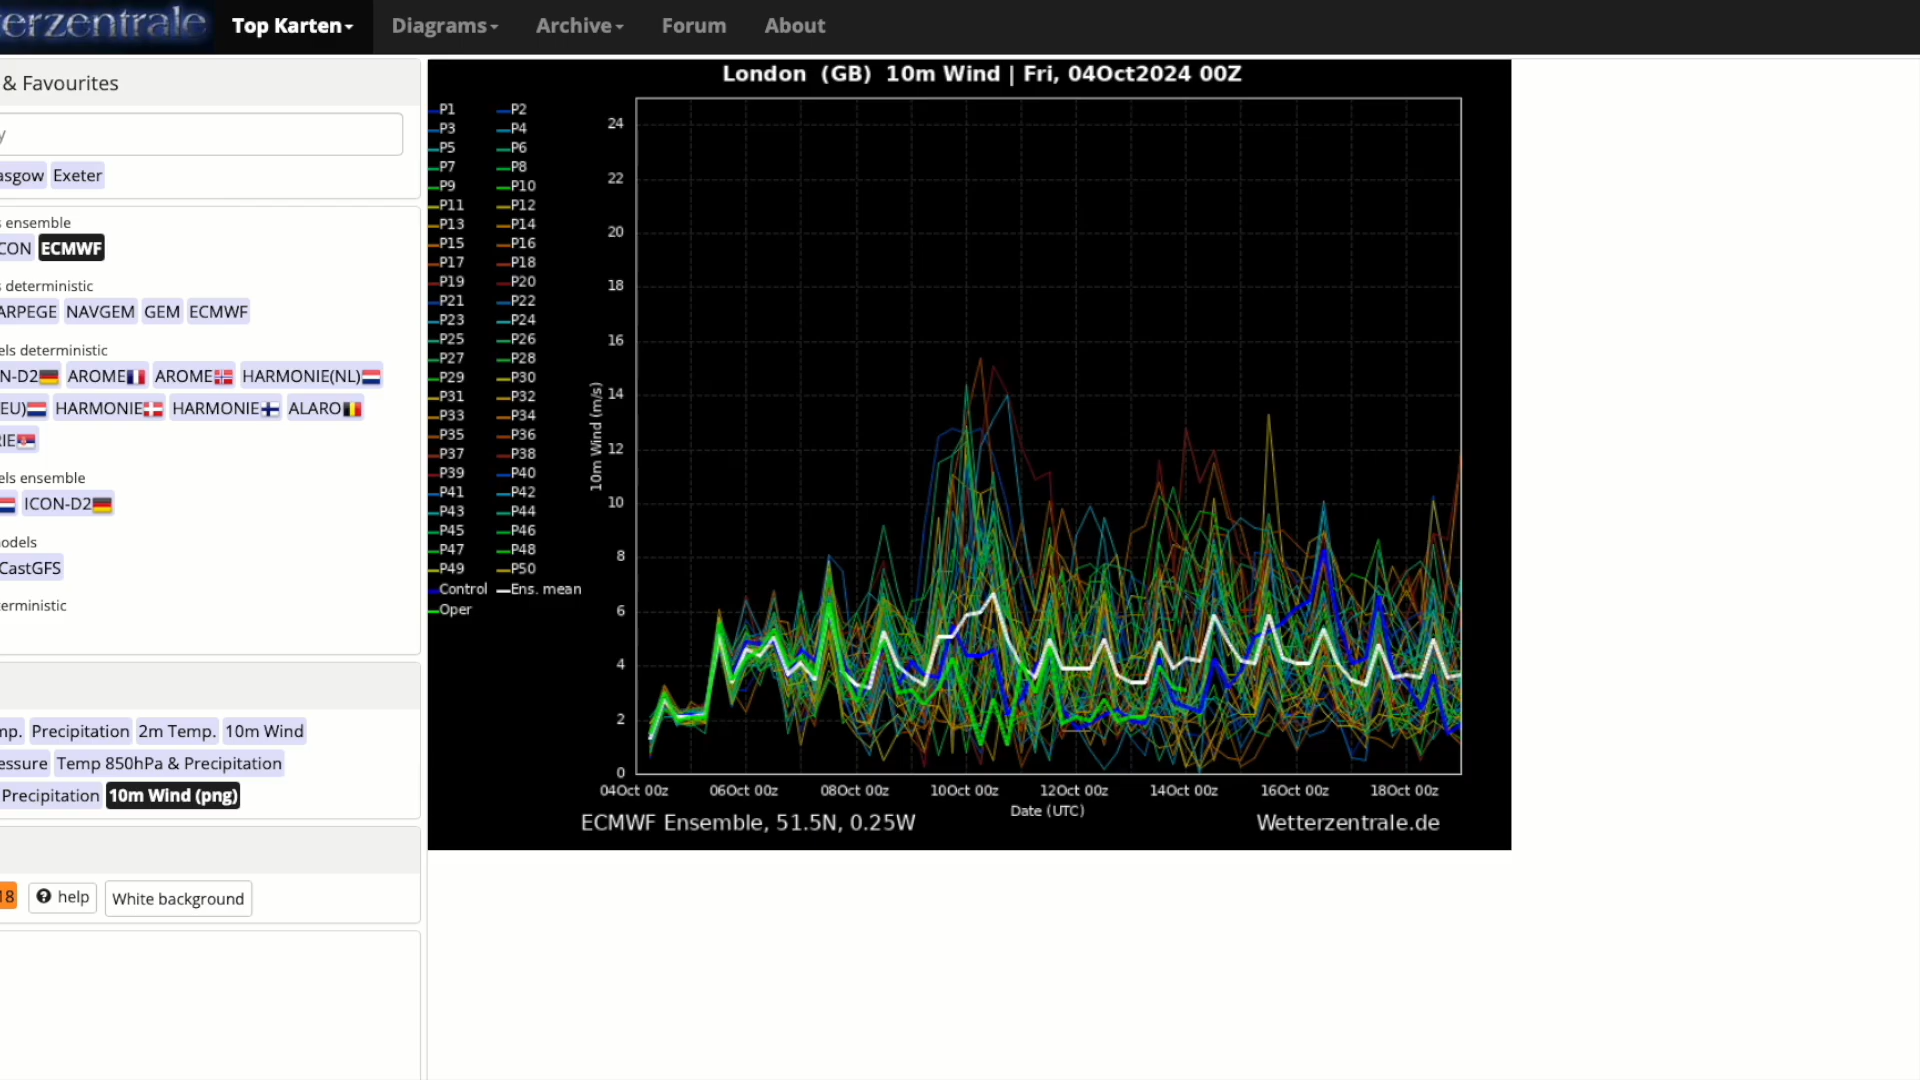 erzentrale Top Karten Diagrams Archive Forum About
& Favourites
y
asgow Exeter
s ensemble
CON ECMWF
s deterministic
ARPEGE NAVGEM GEM ECMWF
els deterministic
N-D2 AROME AROME HARMONIE(NL)
EU) HARMONIE HARMONIE ALARO
RIE
els ensemble
ICON-D2
odels
CastGFS
erministic
mp. Precipitation 2m Temp. 10m Wind
essure Temp 850hPa & Precipitation
Precipitation 10m Wind (png)
18 help White background
London (GB) 10m Wind | Fri, 04Oct2024 00Z
P1 P2
P3 P4
P5 P6
P7 P8
P9 P10
P11 P12
P13 P14
P15 P16
P17 P18
P19 P20
P21 P22
P23 P24
P25 P26
P27 P28
P29 P30
P31 P32
P33 P34
P35 P36
P37 P38
P39 P40
P41 P42
P43 P44
P45 P46
P47 P48
P49 P50
Control Ens. mean
Oper
10m Wind (m/s)
24
22
20
18
16
14
12
10
8
6
4
2
0
04Oct 00z 06Oct 00z 08Oct 00z 10Oct 00z 12Oct 00z 14Oct 00z 16Oct 00z 18Oct 00z
Date (UTC)
ECMWF Ensemble, 51.5N, 0.25W Wetterzentrale.de